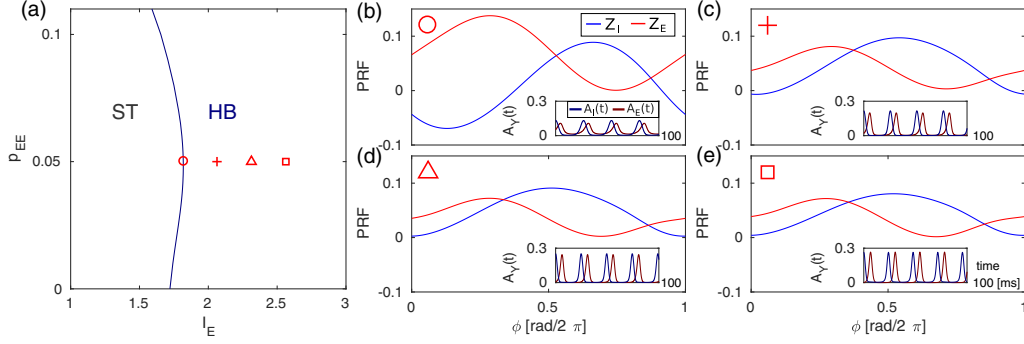 (a)
p_EE
0.1
0.05
0
ST
HB
1
1.5
2
2.5
3
I_E
(b)
Z_I
Z_E
PRF
0.1
0
-0.1
A_Y(t)
0.3
0
A_I(t)
A_E(t)
100
(c)
PRF
0.1
0
-0.1
A_Y(t)
0.3
0
100
(d)
PRF
0.1
0
-0.1
A_Y(t)
0.3
0
100
0
0.5
1
ϕ [rad/2 π]
(e)
PRF
0.1
0
-0.1
A_Y(t)
0.3
0
time
100 [ms]
0
0.5
1
ϕ [rad/2 π]